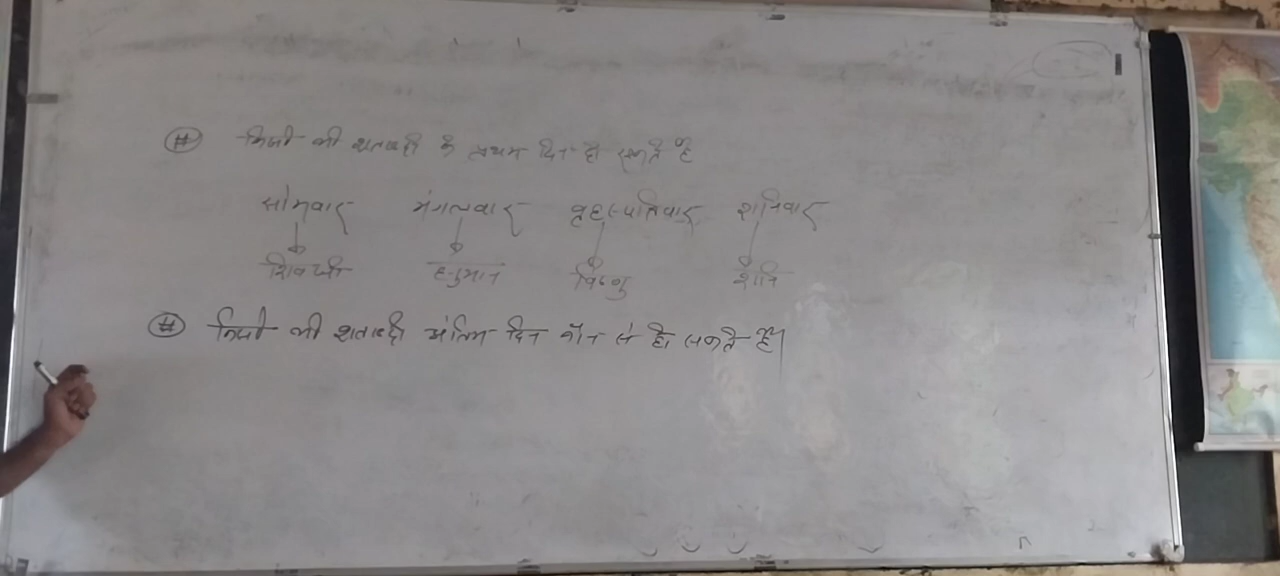 # किसी भी शताब्दी के प्रथम दिन हो सकते है
सोमवार मंगलवार वृहस्पतिवार शनिवार
शिवजी हनुमान विष्णु शनि
# किसी भी शताब्दी अंतिम दिन कौन से हो सकते है।